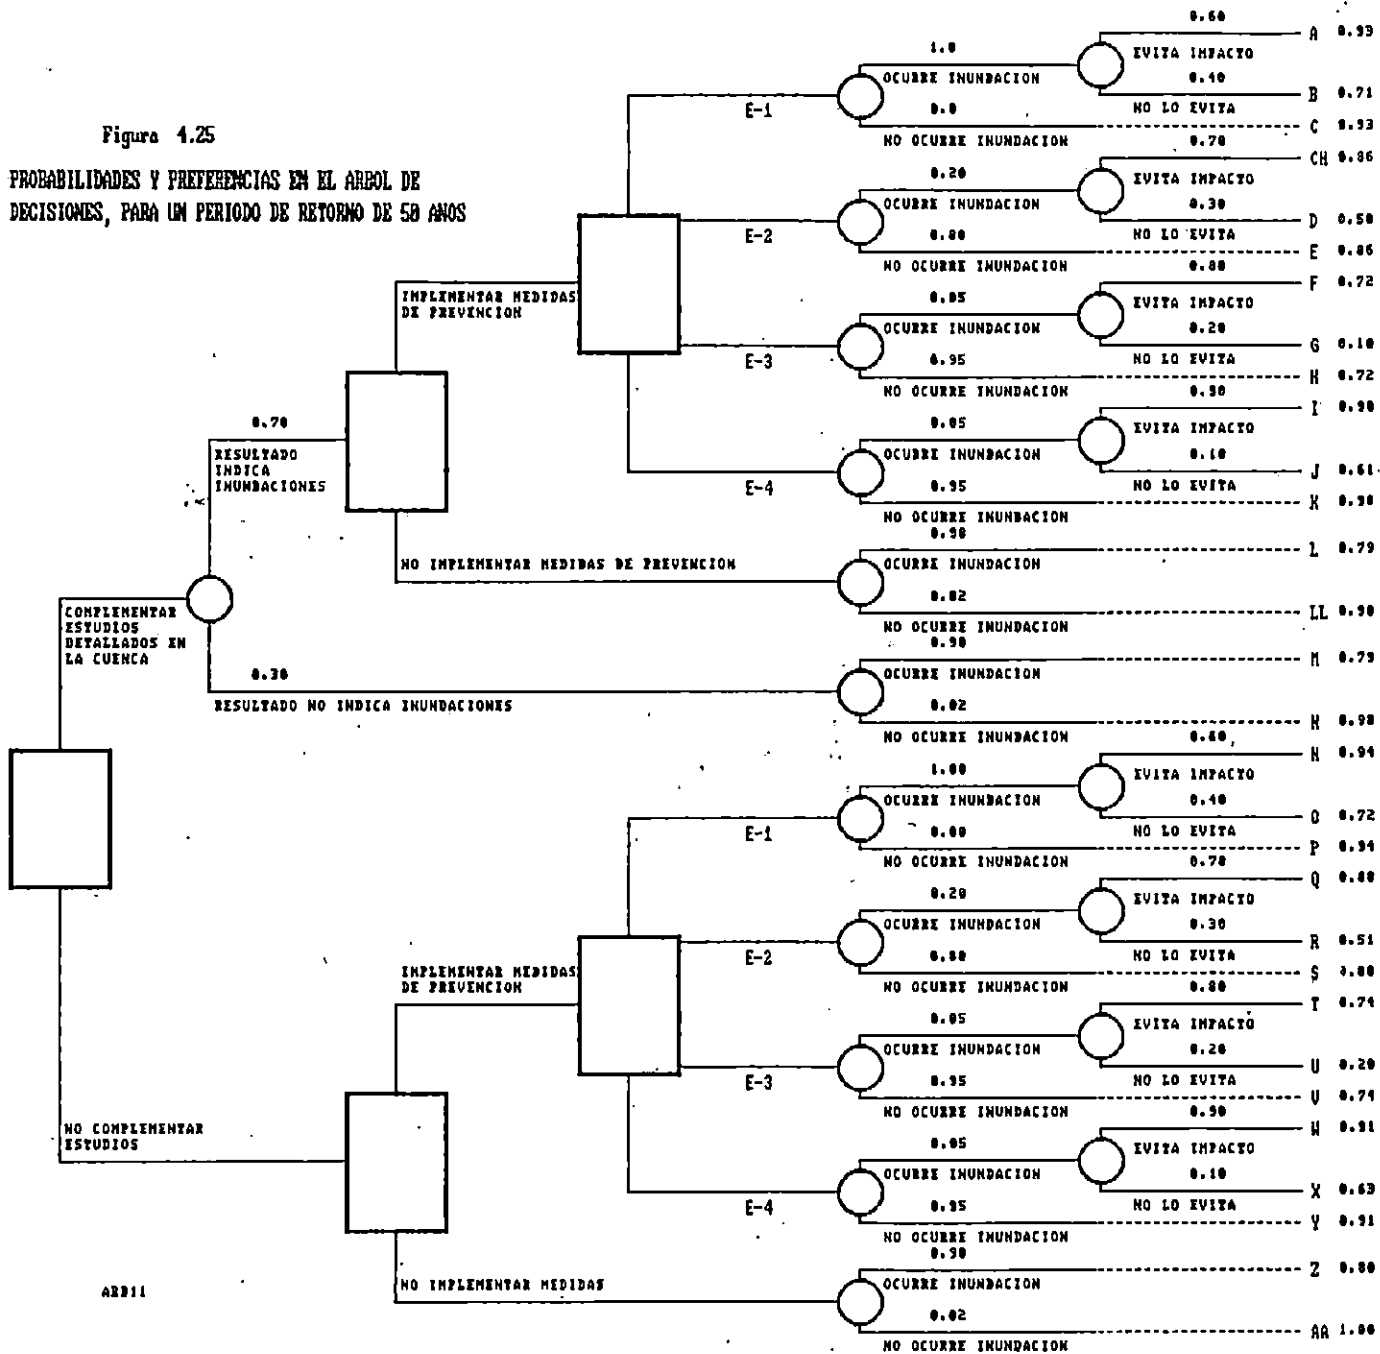 Figura 4.25
PROBABILIDADES Y PREFERENCIAS EN EL ARBOL DE
DECISIONES, PARA UN PERIODO DE RETORNO DE 50 ANOS
COMPLEMENTAR
ESTUDIOS
DETALLADOS EN
LA CUENCA
NO COMPLEMENTAR
ESTUDIOS
0.70
RESULTADO
INDICA
INUNDACIONES
0.30
RESULTADO NO INDICA INUNDACIONES
IMPLEMENTAR MEDIDAS
DE PREVENCION
NO IMPLEMENTAR MEDIDAS DE PREVENCION
E-1
1.0
OCURRE INUNDACION
0.0
NO OCURRE INUNDACION
0.60
EVITA IMPACTO
0.40
NO LO EVITA
A 0.93
B 0.71
C 0.93
E-2
0.20
OCURRE INUNDACION
0.80
NO OCURRE INUNDACION
0.70
EVITA IMPACTO
0.30
NO LO EVITA
CH 0.86
D 0.50
E 0.86
E-3
0.05
OCURRE INUNDACION
0.95
NO OCURRE INUNDACION
0.80
EVITA IMPACTO
0.20
NO LO EVITA
F 0.72
G 0.10
H 0.72
E-4
0.05
OCURRE INUNDACION
0.95
NO OCURRE INUNDACION
0.90
EVITA IMPACTO
0.10
NO LO EVITA
I 0.90
J 0.61
K 0.90
0.98
OCURRE INUNDACION
0.02
NO OCURRE INUNDACION
L 0.79
LL 0.98
0.98
OCURRE INUNDACION
0.02
NO OCURRE INUNDACION
M 0.79
N 0.98
IMPLEMENTAR MEDIDAS
DE PREVENCION
NO IMPLEMENTAR MEDIDAS
E-1
1.00
OCURRE INUNDACION
0.00
NO OCURRE INUNDACION
0.60
EVITA IMPACTO
0.40
NO LO EVITA
N 0.94
O 0.72
P 0.94
E-2
0.20
OCURRE INUNDACION
0.80
NO OCURRE INUNDACION
0.70
EVITA IMPACTO
0.30
NO LO EVITA
Q 0.88
R 0.51
S
E-3
0.05
OCURRE INUNDACION
0.95
NO OCURRE INUNDACION
0.80
EVITA IMPACTO
0.20
NO LO EVITA
T 0.74
U 0.20
V 0.74
E-4
0.05
OCURRE INUNDACION
0.95
NO OCURRE INUNDACION
0.90
EVITA IMPACTO
0.10
NO LO EVITA
W 0.91
X 0.63
Y 0.91
0.98
OCURRE INUNDACION
0.02
NO OCURRE INUNDACION
Z 0.80
AA 1.00